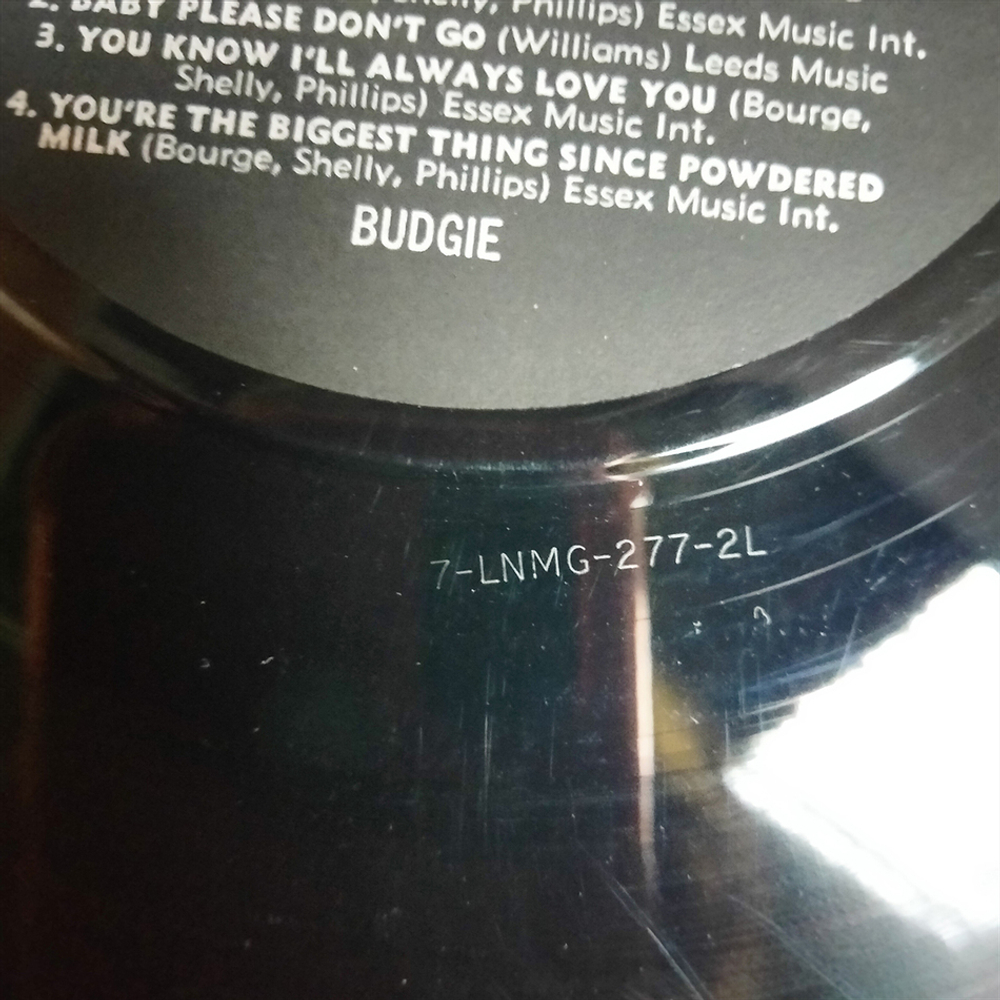 Phillips) Essex Music Int.
2. BABY PLEASE DON'T GO (Williams) Leeds Music
3. YOU KNOW I'LL ALWAYS LOVE YOU (Bourge,
Shelly, Phillips) Essex Music Int.
4. YOU'RE THE BIGGEST THING SINCE POWDERED
MILK (Bourge, Shelly, Phillips) Essex Music Int.
BUDGIE
7-LNMG-277-2L